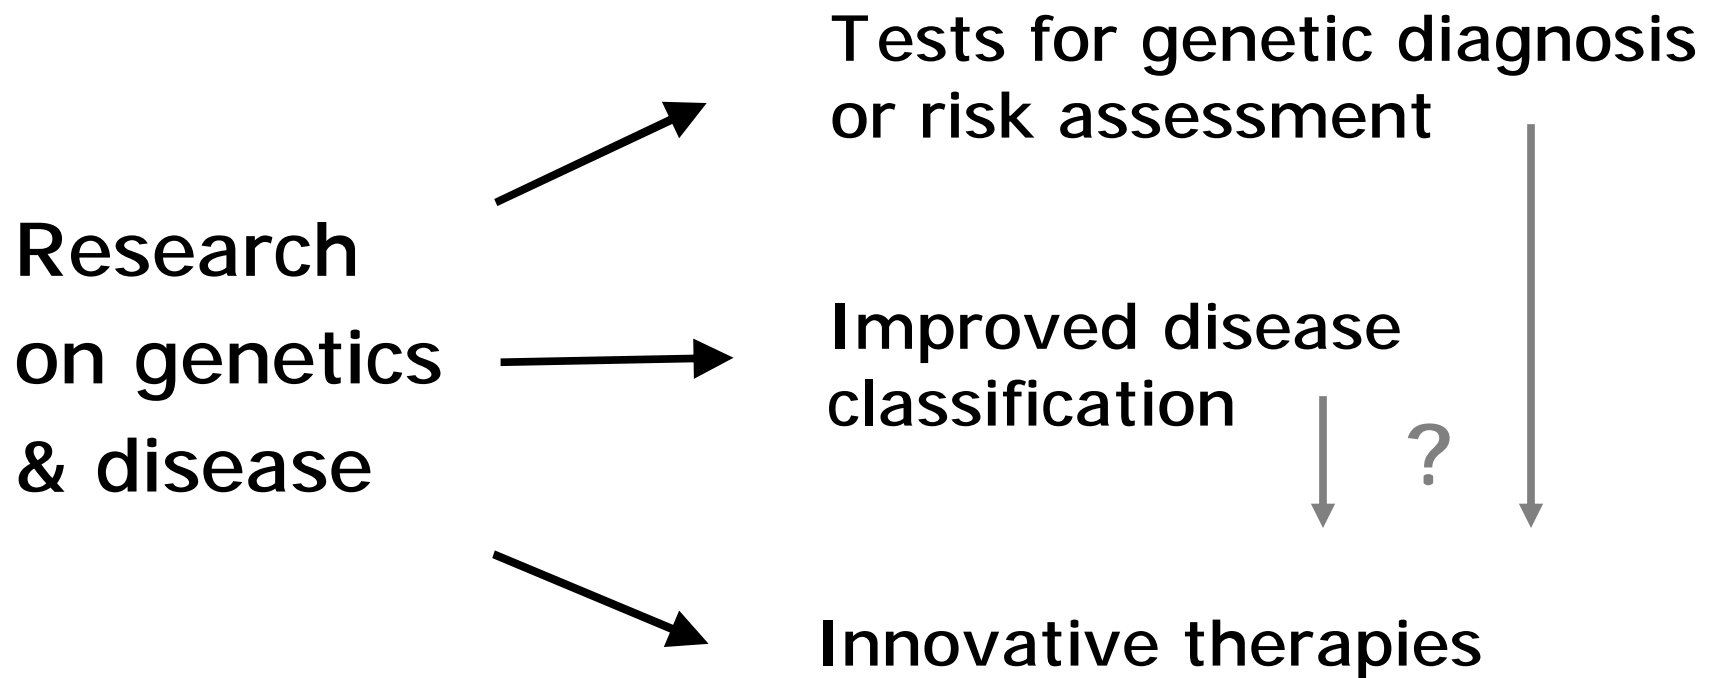 Tests for genetic diagnosis
or risk assessment
Research
on genetics
& disease
Improved disease
classification
?
Innovative therapies